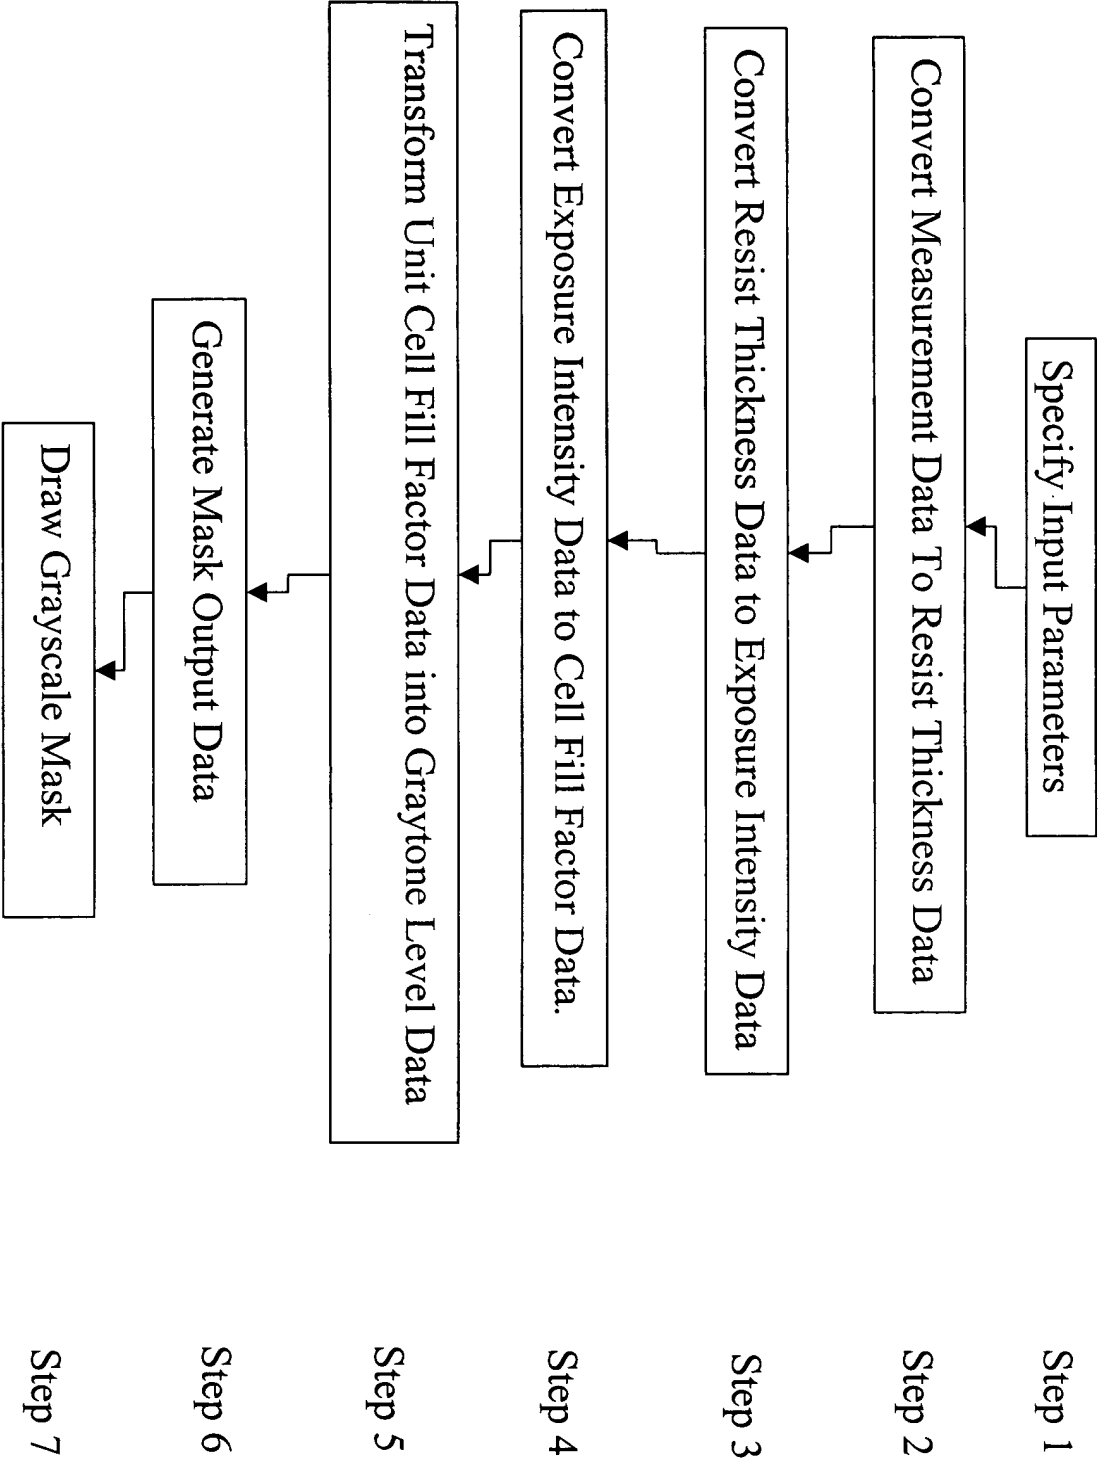 Specify Input Parameters
Step 1
Convert Measurement Data To Resist Thickness Data
Step 2
Convert Resist Thickness Data to Exposure Intensity Data
Step 3
Convert Exposure Intensity Data to Cell Fill Factor Data.
Step 4
Transform Unit Cell Fill Factor Data into Graytone Level Data
Step 5
Generate Mask Output Data
Step 6
Draw Grayscale Mask
Step 7